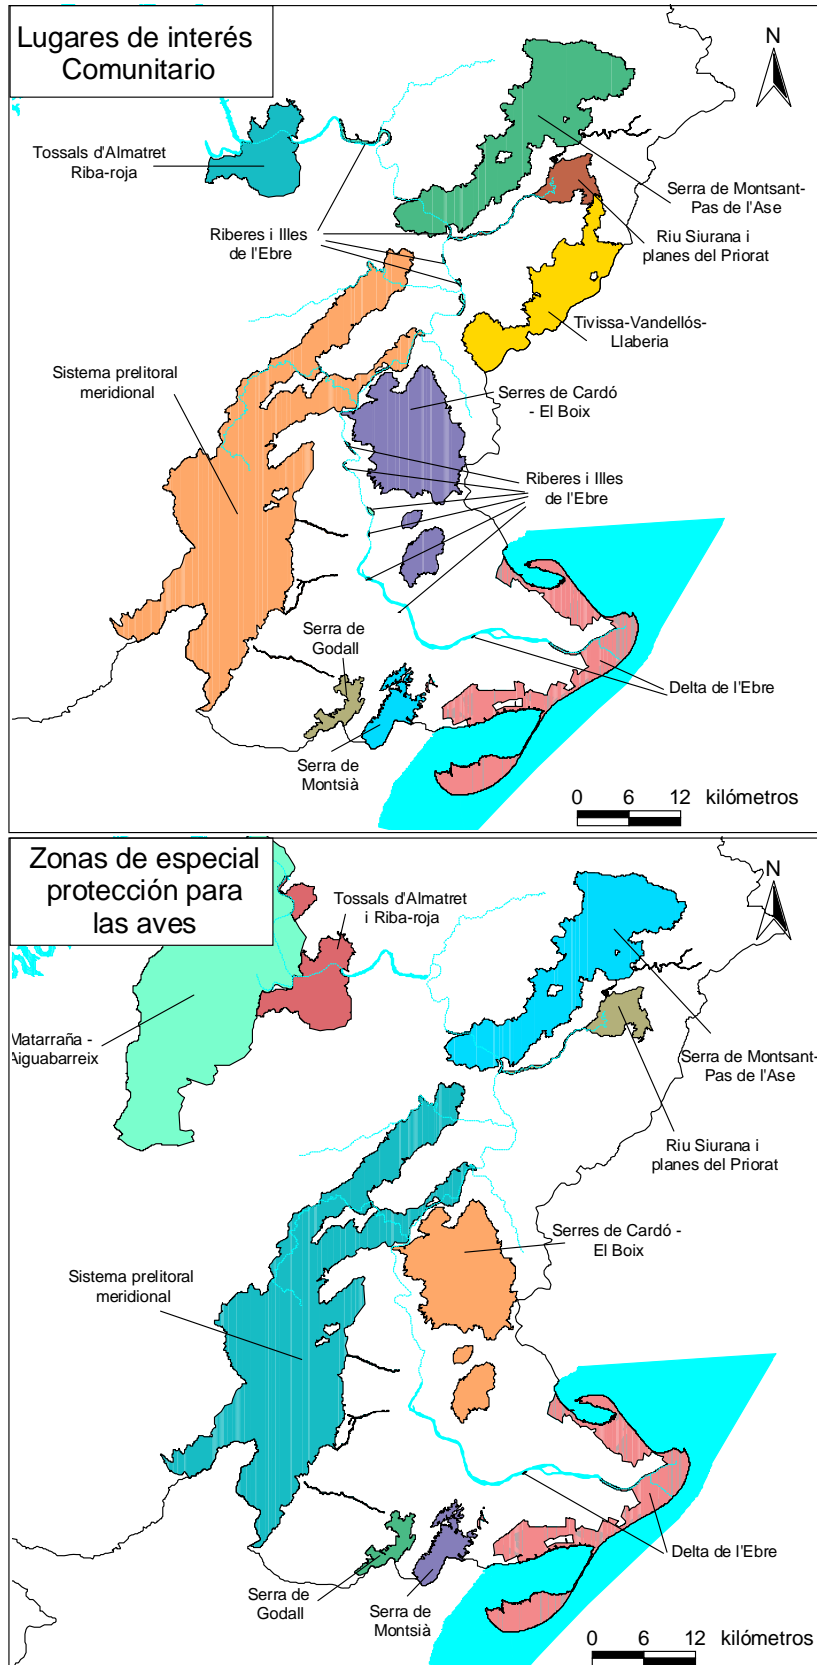 Lugares de interés
Comunitario
N
Tossals d'Almatret
Riba-roja
Serra de Montsant-
Pas de l'Ase
Riberes i Illes
de l'Ebre
Riu Siurana i
planes del Priorat
Tivissa-Vandellós-
Llaberia
Sistema prelitoral
meridional
Serres de Cardó
- El Boix
Riberes i Illes
de l'Ebre
Serra de
Godall
Delta de l'Ebre
Serra de
Montsià
0 6 12 kilómetros
Zonas de especial
protección para
las aves
N
Tossals d'Almatret
i Riba-roja
Matarraña -
Aiguabarreix
Serra de Montsant-
Pas de l'Ase
Riu Siurana i
planes del Priorat
Serres de Cardó -
El Boix
Sistema prelitoral
meridional
Delta de l'Ebre
Serra de
Godall
Serra de
Montsià
0 6 12 kilómetros